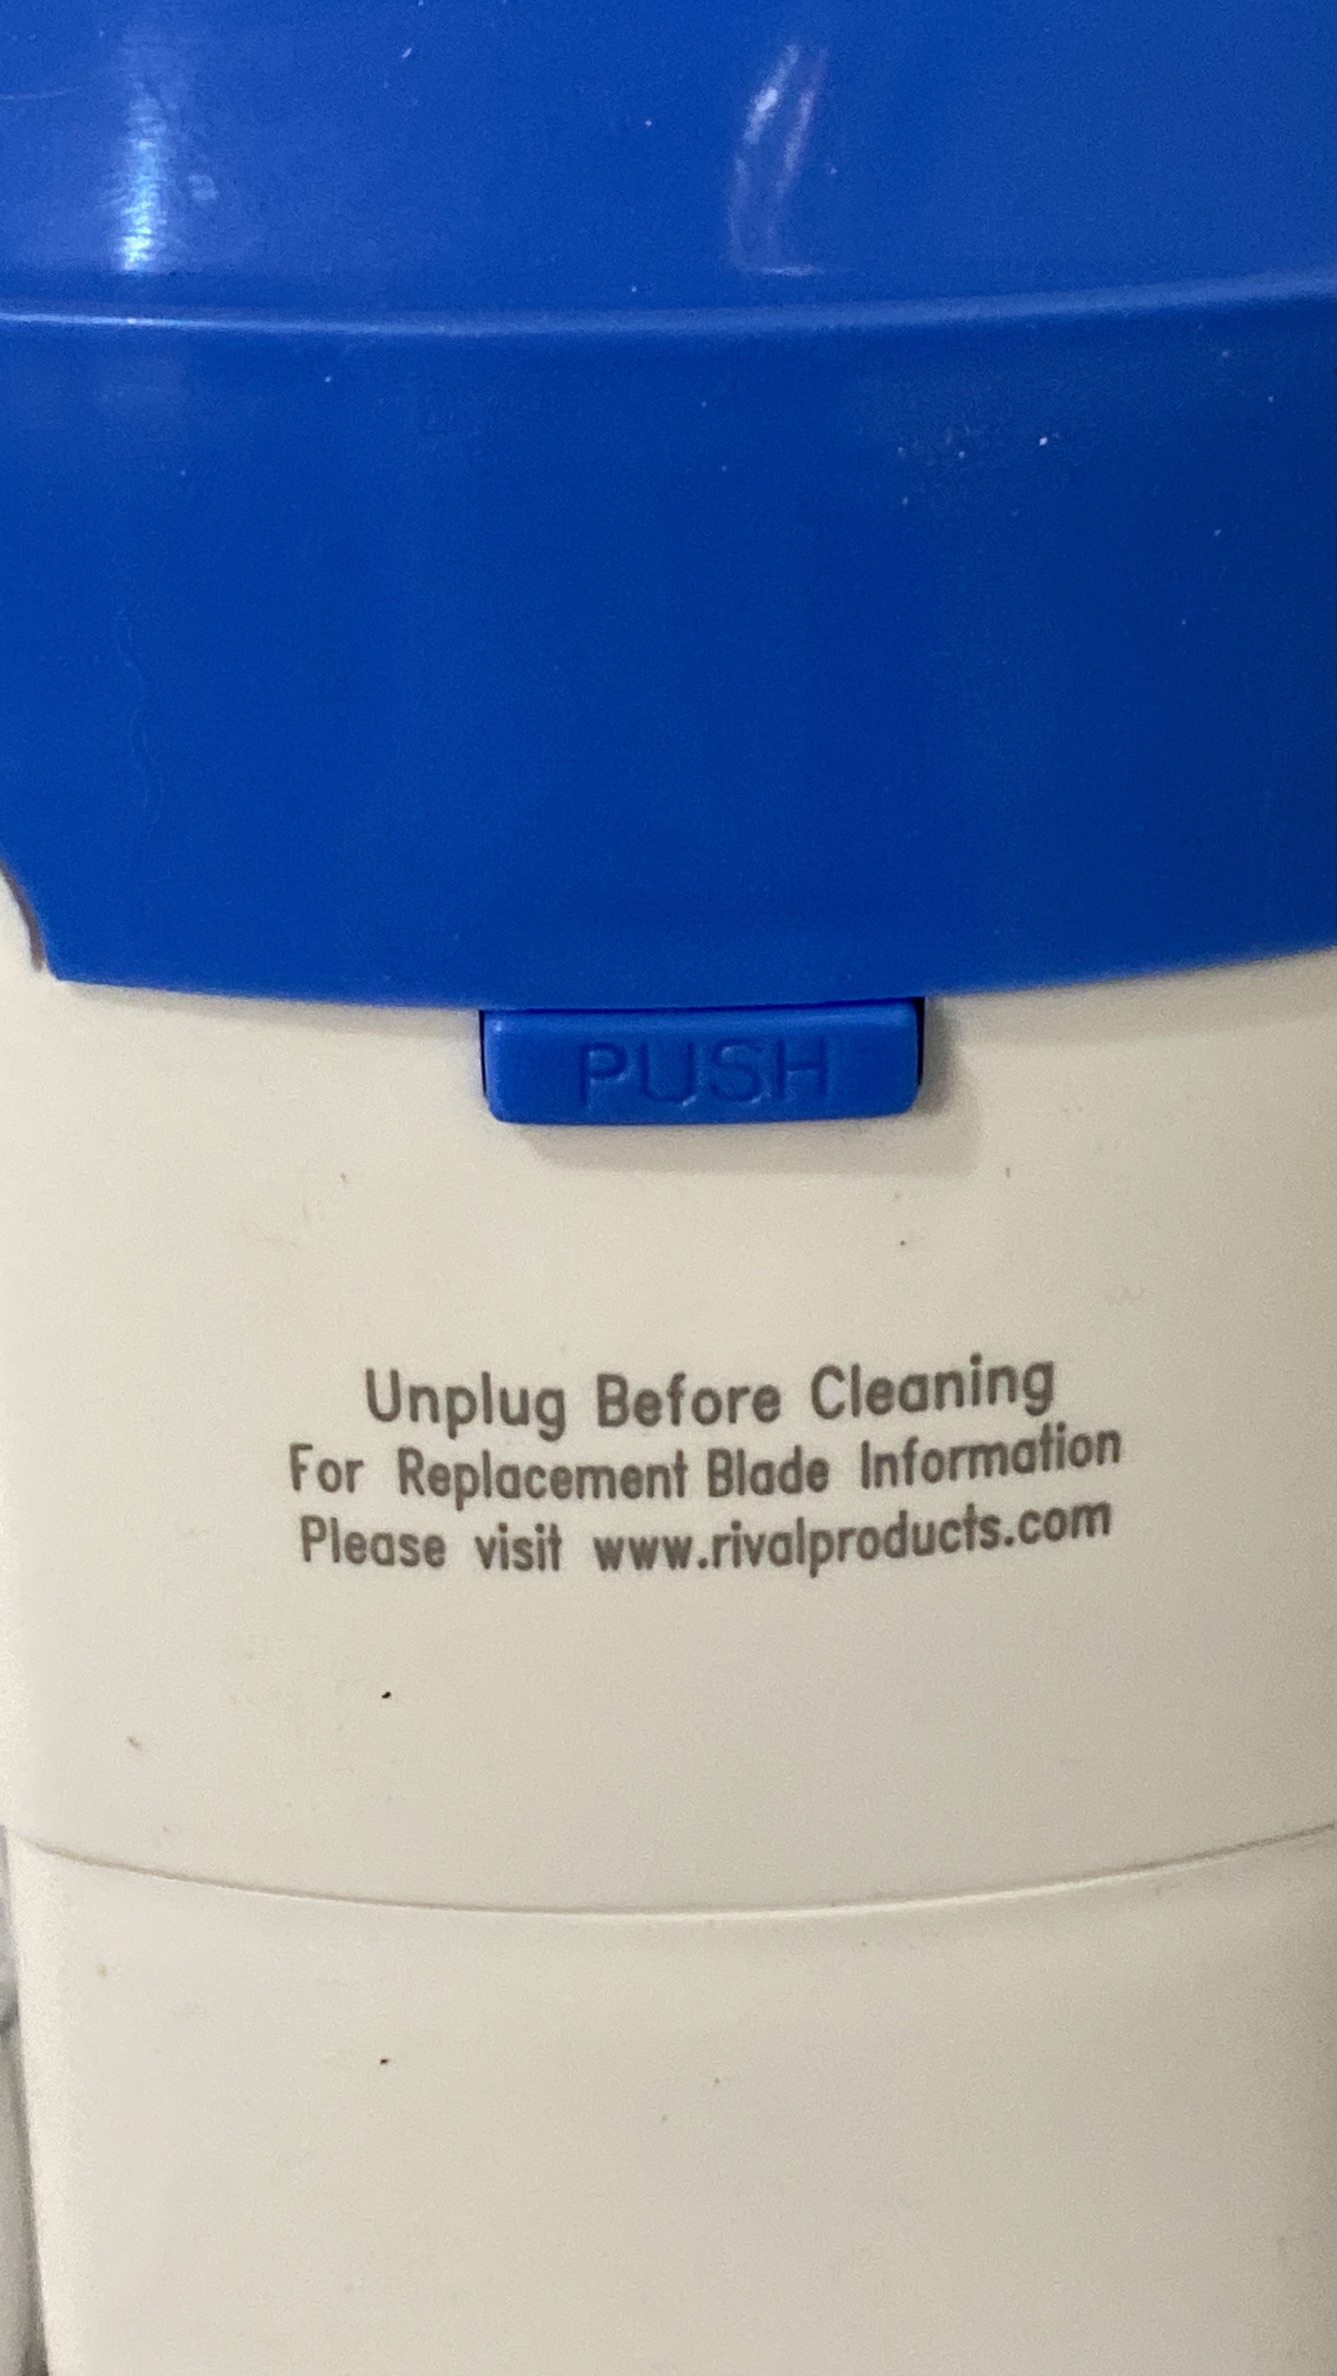 PUSH
Unplug Before Cleaning
For Replacement Blade Information
Please visit www.rivalproducts.com